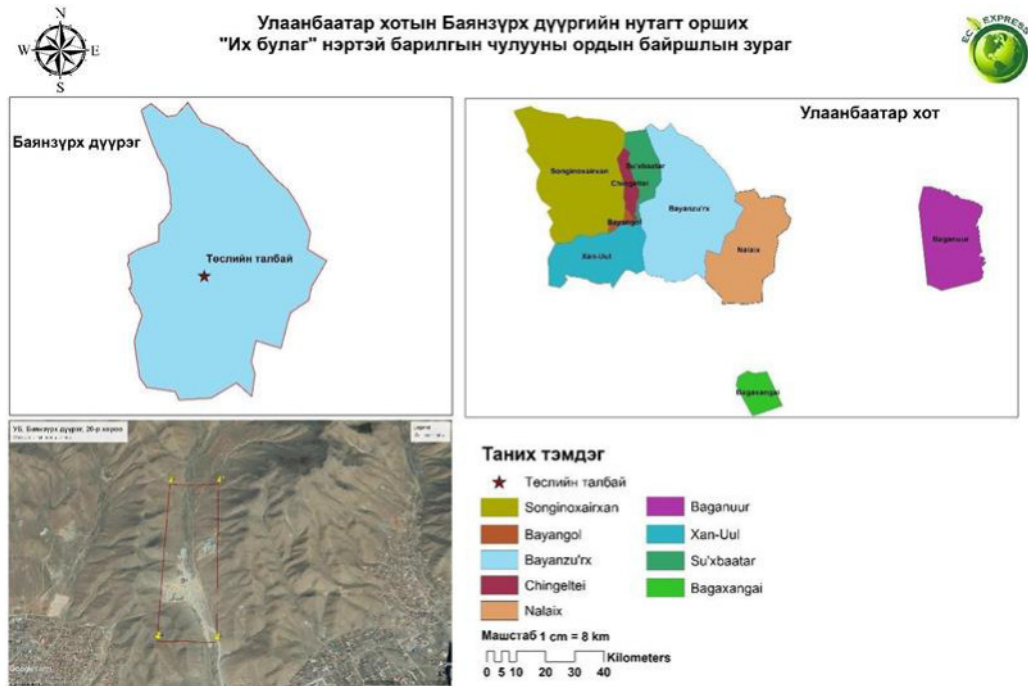 Улаанбаатар хотын Баянзүрх дүүргийн нутагт орших
"Их булаг" нэртэй барилгын чулууны ордын байршлын зураг
N
W E
S
EC EXPRESS
Баянзүрх дүүрэг
Төслийн талбай
Улаанбаатар хот
Songinoxairxan
Su'xbaatar
Chingeltei
Bayangol
Bayanzu'rx
Xan-Uul
Nalaix
Baganuur
Bagaxangai
УБ, Баянзүрх дүүрэг, 20-р хороо
Таних тэмдэг
Төслийн талбай
Songinoxairxan
Bayangol
Bayanzu'rx
Chingeltei
Nalaix
Baganuur
Xan-Uul
Su'xbaatar
Bagaxangai
Машстаб 1 cm = 8 km
Kilometers
0 5 10 20 30 40